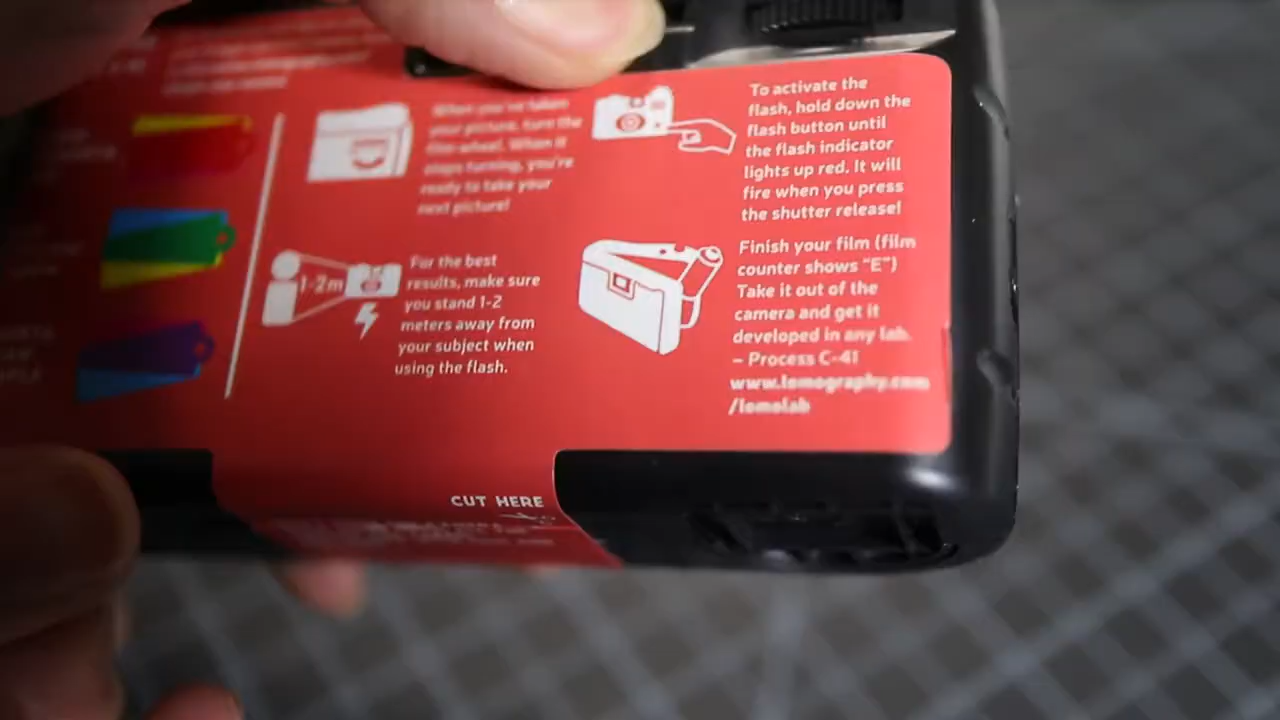 When you've taken
your picture, turn the
film wheel. When it
stops turning, you're
ready to take your
next picture!
1-2m
For the best
results, make sure
you stand 1-2
meters away from
your subject when
using the flash.
To activate the
flash, hold down the
flash button until
the flash indicator
lights up red. It will
fire when you press
the shutter release!
Finish your film (film
counter shows "E")
Take it out of the
camera and get it
developed in any lab.
– Process C-41
www.lomography.com
/lomolab
CUT HERE